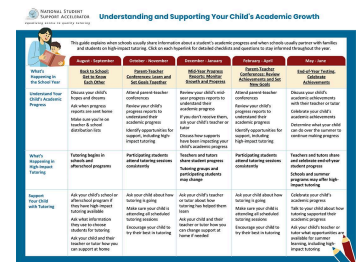 NATIONAL STUDENT
SUPPORT ACCELERATOR
Understanding and Supporting Your Child's Academic Growth
This guide explains when schools usually share information about a student's academic progress and when schools usually partner with families
and students on high-impact tutoring. Click on each hyperlink for detailed checklists and questions to stay informed throughout the year.
August - September
October - November
December - January
February - April
May - June
What's
Happening in
the School Year
Back to School:
Get to Know
Each Other
Parent-Teacher
Conferences: Learn and
Set Goals Together
Mid-Year Progress
Reports: Monitor
Growth and Progress
Parent-Teacher
Conferences: Review
Achievements and Set
New Goals
End-of-Year Testing,
Celebrate
Achievements
Understand Your
Child's Academic
Progress
Discuss your child's
hopes and dreams
Ask when progress
reports are sent home
Make sure you're on
teacher & school
distribution lists
Attend parent-teacher
conferences
Review your child's
progress reports to
understand their
academic progress
Identify opportunities for
support, including high-
impact tutoring
Review your child's mid-
year progress reports to
understand their
academic progress
If you don't receive them,
ask your child's teacher or
tutor
Discuss how supports
have been impacting your
child's academic progress
Attend parent-teacher
conferences
Review your child's
progress reports to
understand their
academic progress
Identify opportunities for
support, including high-
impact tutoring
Discuss your child's
academic achievements
with their teacher or tutor
Celebrate your child's
academic achievements
Determine what your child
can do over the summer to
continue making progress
What's
Happening in
High-Impact
Tutoring
Tutoring begins in
schools and
afterschool programs
Participating students
attend tutoring sessions
consistently
Teachers and tutors
share student progress
Tutoring groups and
participating students
may change
Participating students
attend tutoring sessions
consistently
Teachers and tutors share
and celebrate end-of-year
student progress
Schools and summer
programs may offer high-
impact tutoring
Support
Your Child
with Tutoring
Ask your child's school or
afterschool program if
they have high-impact
tutoring available
Ask what information
they use to choose
students for tutoring
Ask your child and their
teacher or tutor how you
can support at home
Ask your child about how
tutoring is going
Make sure your child is
attending all scheduled
tutoring sessions
Encourage your child to
try their best in tutoring
Ask your child's teacher
or tutor about how
tutoring has helped them
learn
Ask your child and their
teacher or tutor how you
can change support at
home if needed
Ask your child about how
tutoring is going
Make sure your child is
attending all scheduled
tutoring sessions
Encourage your child to
try their best in tutoring
Celebrate your child's
academic progress
Talk to your child about how
tutoring supported their
academic progress
Ask your child's teacher or
tutor what opportunities are
available for summer
learning, including high-
impact tutoring